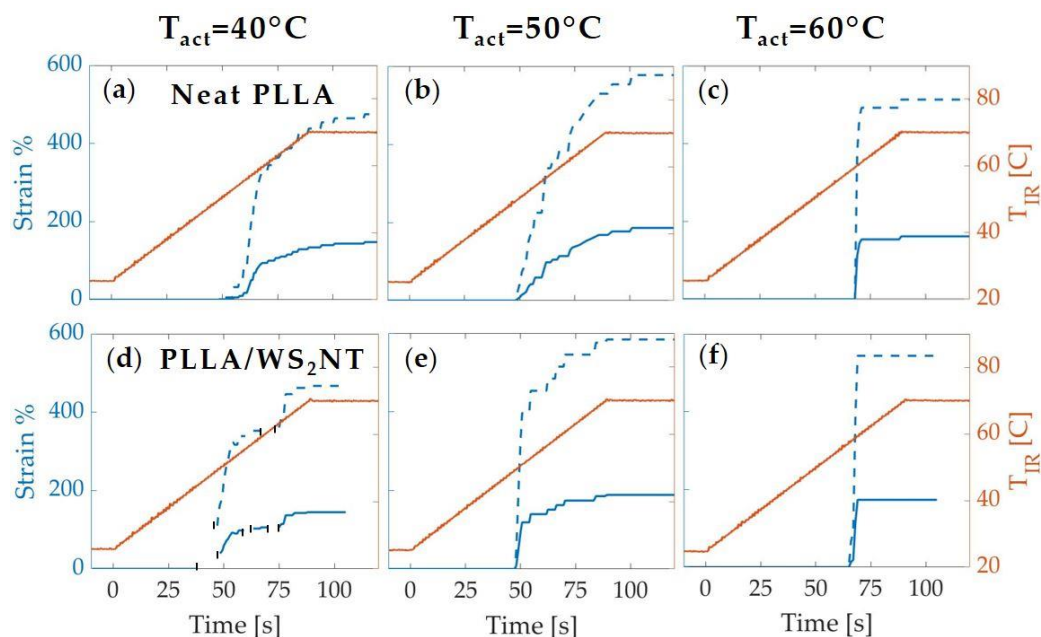 T_act=40°C T_act=50°C T_act=60°C
600 (a) Neat PLLA (b) (c) 80
400
60
Strain %
T_IR [C]
200
40
0 20
600 (d) PLLA/WS₂NT (e) (f) 80
400
60
Strain %
T_IR [C]
200
40
0 20
0 25 50 75 100 0 25 50 75 100 0 25 50 75 100
Time [s] Time [s] Time [s]